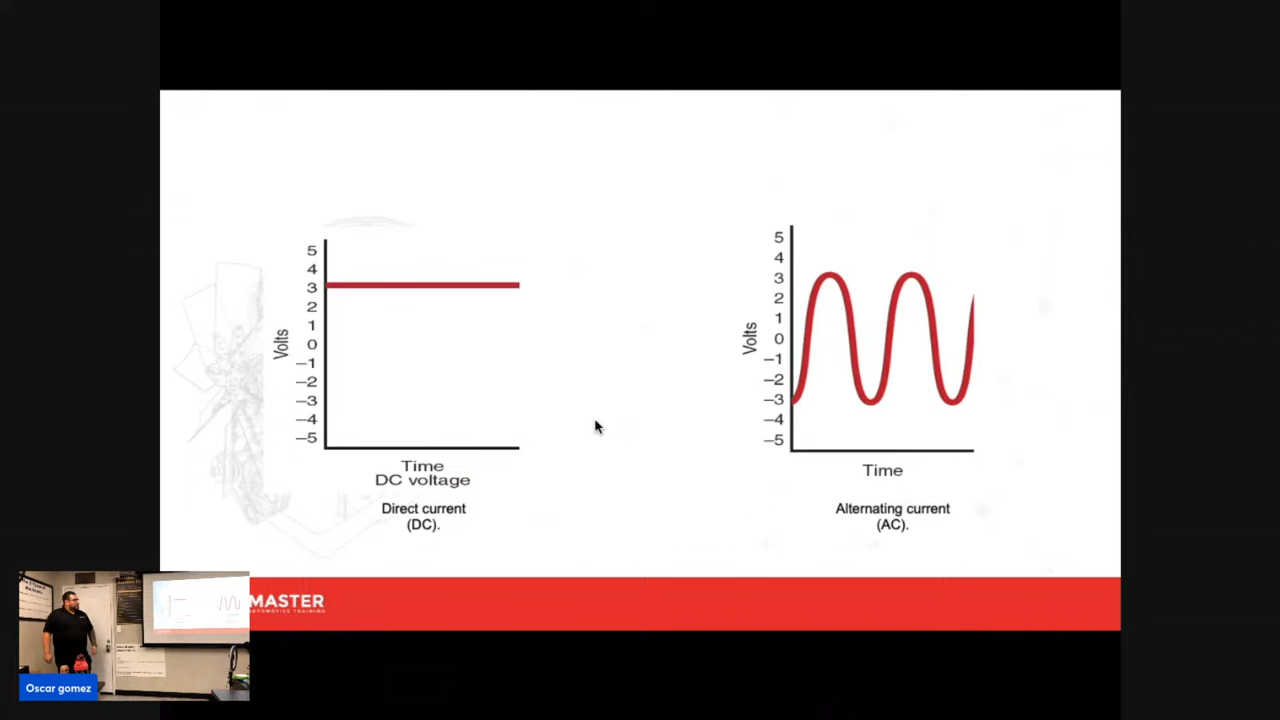 5
4
3
2
1
0
−1
−2
−3
−4
−5
Volts
Time
DC voltage
Direct current
(DC).
5
4
3
2
1
0
−1
−2
−3
−4
−5
Volts
Time
Alternating current
(AC).
MASTER
AUTOMOTIVE TRAINING
Oscar gomez